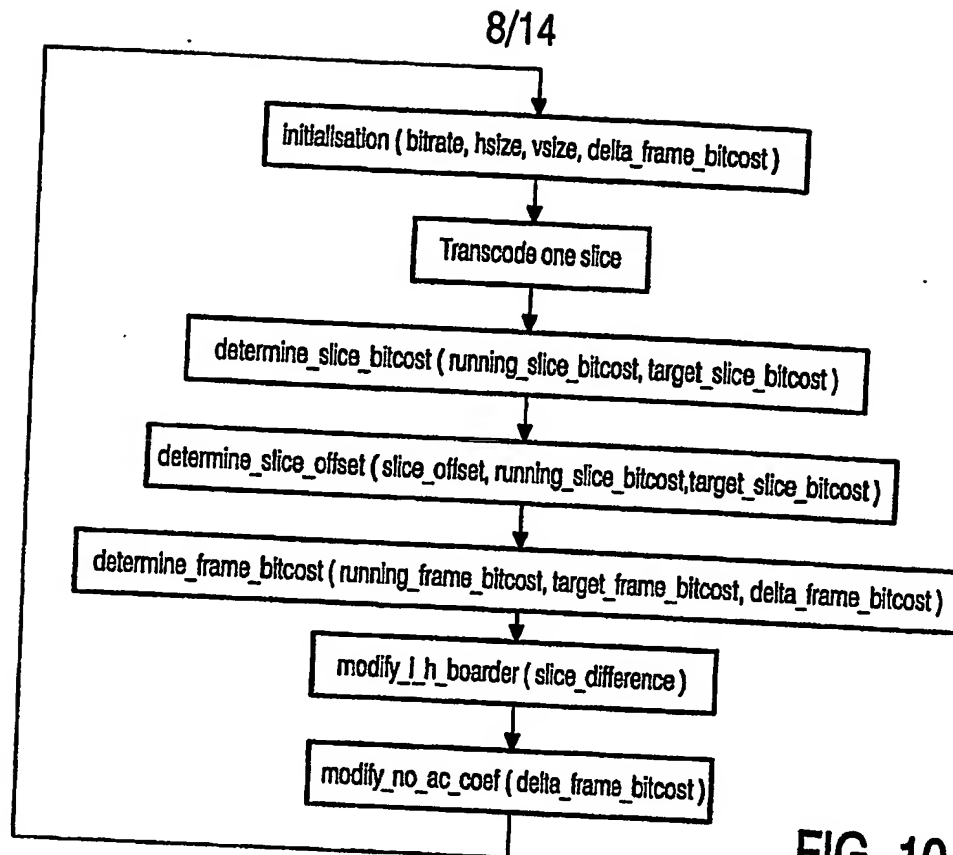 8/14
initialisation ( bitrate, hsize, vsize, delta_frame_bitcost )
Transcode one slice
determine_slice_bitcost ( running_slice_bitcost, target_slice_bitcost )
determine_slice_offset ( slice_offset, running_slice_bitcost,target_slice_bitcost )
determine_frame_bitcost ( running_frame_bitcost, target_frame_bitcost, delta_frame_bitcost )
modify_l_h_boarder ( slice_difference )
modify_no_ac_coef ( delta_frame_bitcost )
FIG. 10